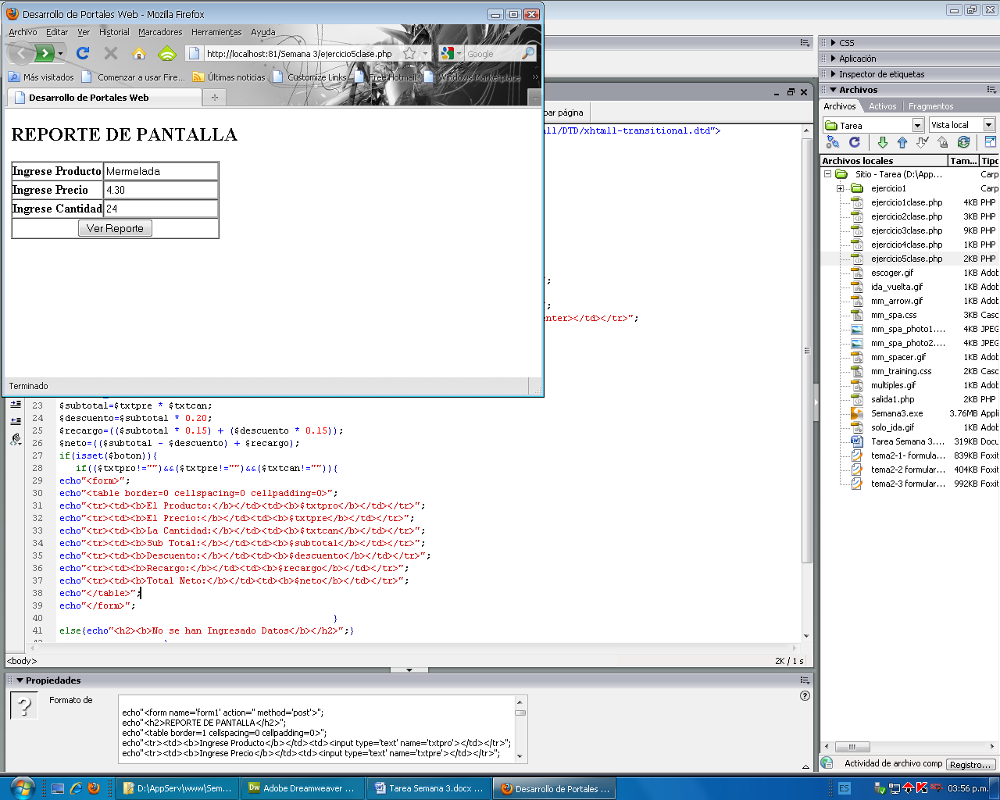 Desarrollo de Portales Web - Mozilla Firefox
Archivo Editar Ver Historial Marcadores Herramientas Ayuda
http://localhost:81/Semana 3/ejercicio5clase.php
Google
Más visitados Comenzar a usar Fire... Últimas noticias Customize Links Free Hotmail Windows Marketplace »
Desarrollo de Portales Web
REPORTE DE PANTALLA
Ingrese Producto Mermelada
Ingrese Precio 4.30
Ingrese Cantidad 24
Ver Reporte
Terminado
bar página
ll/DTD/xhtml1-transitional.dtd">
";
";
enter></td></tr>";
23 $subtotal=$txtpre * $txtcan;
24 $descuento=$subtotal * 0.20;
25 $recargo=(($subtotal * 0.15) + ($descuento * 0.15));
26 $neto=(($subtotal - $descuento) + $recargo);
27 if(isset($boton)){
28 if(($txtpro!="")&&($txtpre!="")&&($txtcan!="")){
29 echo"<form>";
30 echo"<table border=0 cellspacing=0 cellpadding=0>";
31 echo"<tr><td><b>El Producto:</b></td><td><b>$txtpro</b></td></tr>";
32 echo"<tr><td><b>El Precio:</b></td><td><b>$txtpre</b></td></tr>";
33 echo"<tr><td><b>La Cantidad:</b></td><td><b>$txtcan</b></td></tr>";
34 echo"<tr><td><b>Sub Total:</b></td><td><b>$subtotal</b></td></tr>";
35 echo"<tr><td><b>Descuento:</b></td><td><b>$descuento</b></td></tr>";
36 echo"<tr><td><b>Recargo:</b></td><td><b>$recargo</b></td></tr>";
37 echo"<tr><td><b>Total Neto:</b></td><td><b>$neto</b></td></tr>";
38 echo"</table>";
39 echo"</form>";
40 }
41 else{echo"<h2><b>No se han Ingresado Datos</b></h2>";}
<body>
2K / 1 s
Propiedades
Formato de
echo"<form name='form1' action='' method='post'>";
echo"<h2>REPORTE DE PANTALLA</h2>";
echo"<table border=1 cellspacing=0 cellpadding=0>";
echo"<tr><td><b>Ingrese Producto</b></td><td><input type='text' name='txtpro'></td></tr>";
echo"<tr><td><b>Ingrese Precio</b></td><td><input type='text' name='txtpre'></td></tr>";
CSS
Aplicación
Inspector de etiquetas
Archivos
Archivos Activos Fragmentos
Tarea Vista local
Archivos locales Tam... Tipo
Sitio - Tarea (D:\App... Carp
ejercicio1 Carp
ejercicio1clase.php 4KB PHP
ejercicio2clase.php 3KB PHP
ejercicio3clase.php 9KB PHP
ejercicio4clase.php 1KB PHP
ejercicio5clase.php 2KB PHP
escoger.gif 1KB Adob
ida_vuelta.gif 1KB Adob
mm_arrow.gif 1KB Adob
mm_spa.css 3KB Casc
mm_spa_photo1.... 4KB JPEG
mm_spa_photo2.... 4KB JPEG
mm_spacer.gif 1KB Adob
mm_training.css 2KB Casc
multiples.gif 1KB Adob
salida1.php 2KB PHP
Semana3.exe 3.76MB Appli
solo_ida.gif 1KB Adob
Tarea Semana 3.... 319KB Docu
tema2-1- formular... 839KB Foxit
tema2-2 formular... 404KB Foxit
tema2-3 formular... 992KB Foxit
Actividad de archivo comp Registro...
D:\AppServ\www\Sem... Adobe Dreamweaver ... Tarea Semana 3.docx ... Desarrollo de Portales ... ES 03:56 p.m.